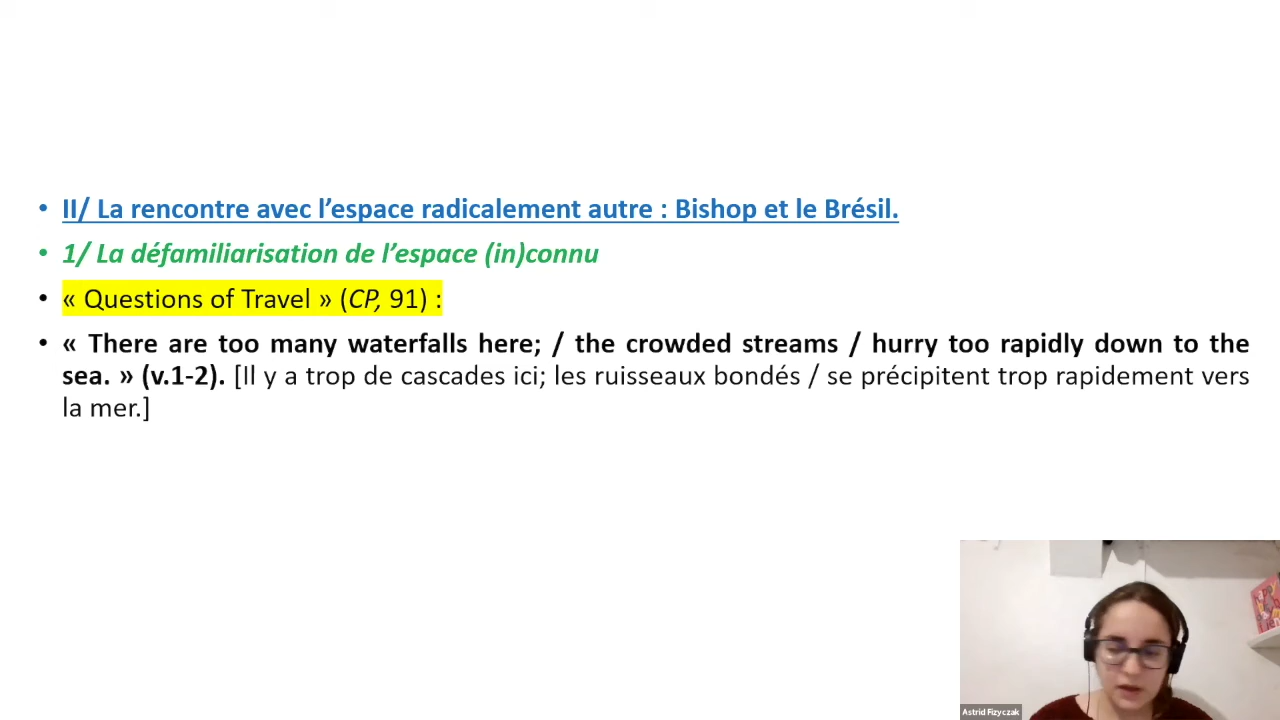 • II/ La rencontre avec l’espace radicalement autre : Bishop et le Brésil.
• 1/ La défamiliarisation de l’espace (in)connu
• « Questions of Travel » (CP, 91) :
• « There are too many waterfalls here; / the crowded streams / hurry too rapidly down to the
sea. » (v.1-2). [Il y a trop de cascades ici; les ruisseaux bondés / se précipitent trop rapidement vers
la mer.]
Astrid Fizyczak